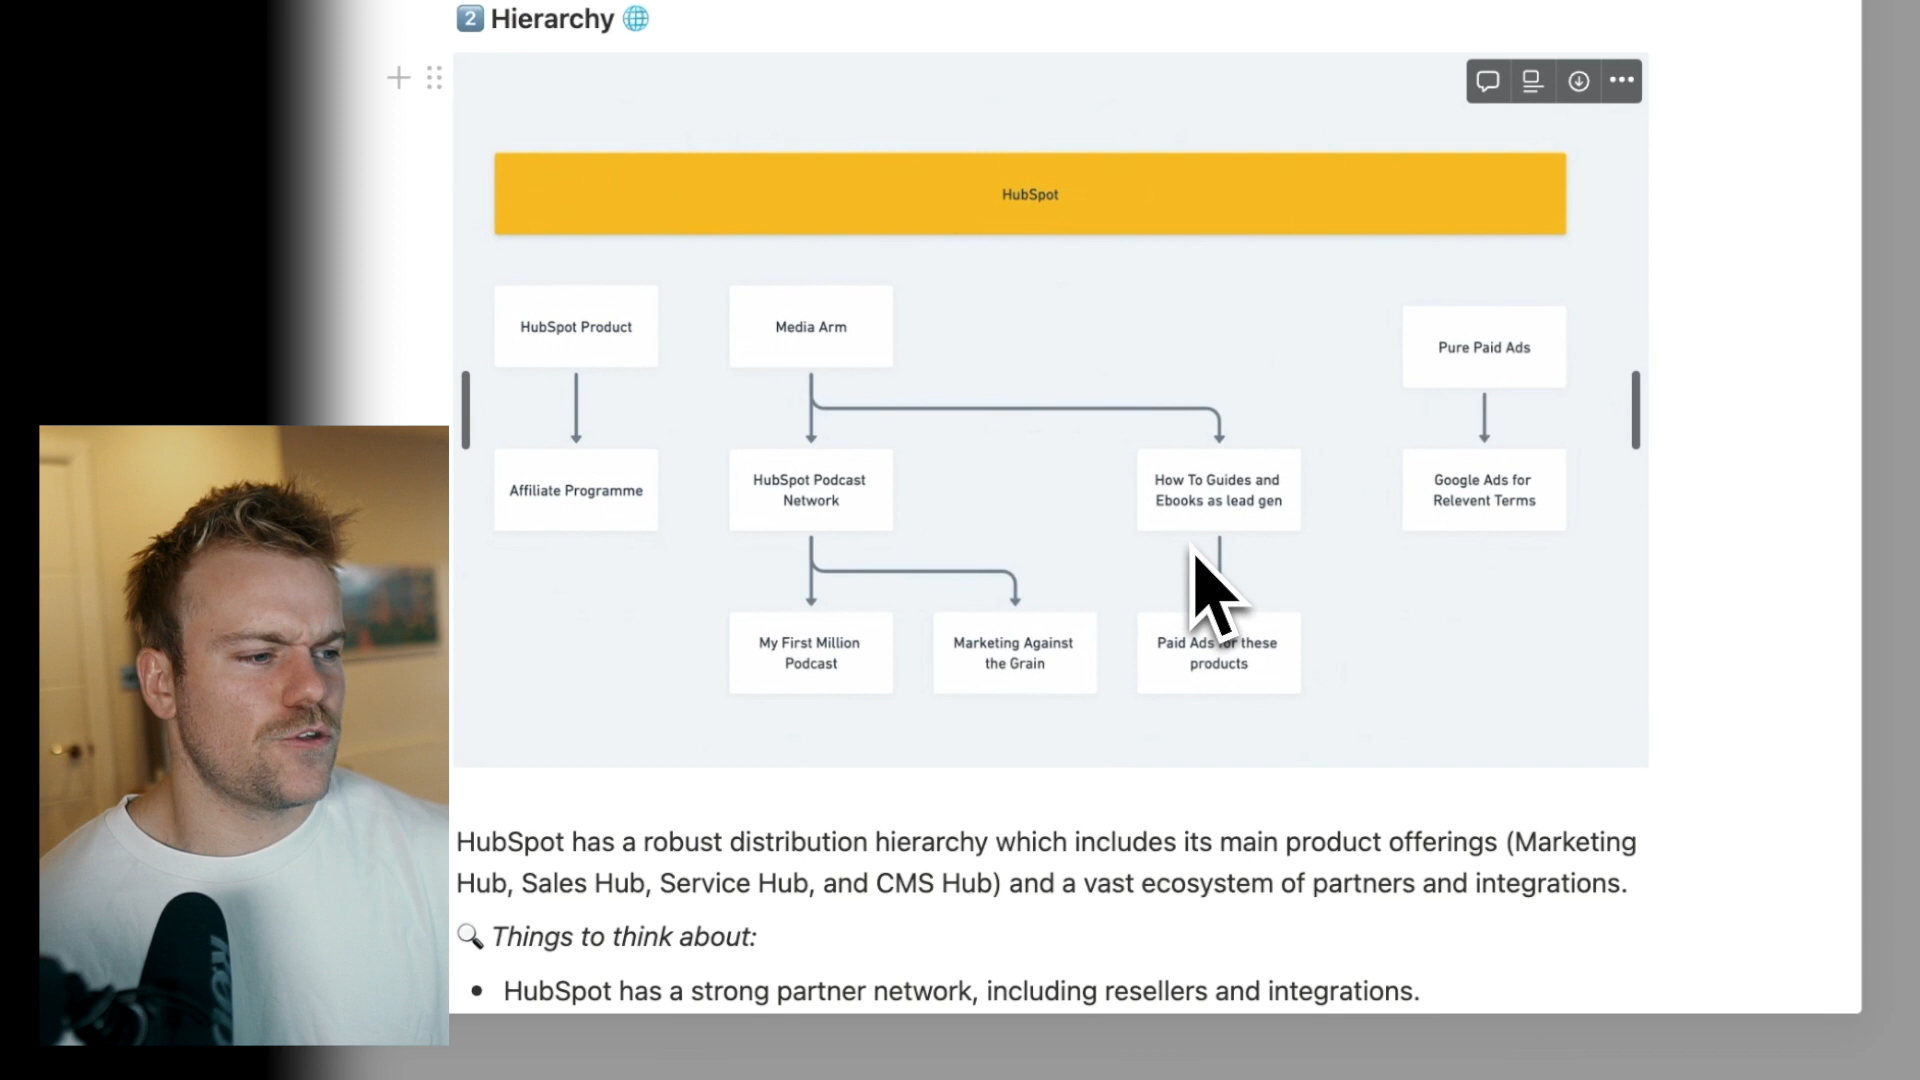 2 Hierarchy
HubSpot
HubSpot Product
Media Arm
Pure Paid Ads
Affiliate Programme
HubSpot Podcast
Network
How To Guides and
Ebooks as lead gen
Google Ads for
Relevent Terms
My First Million
Podcast
Marketing Against
the Grain
Paid Ads for these
products
HubSpot has a robust distribution hierarchy which includes its main product offerings (Marketing
Hub, Sales Hub, Service Hub, and CMS Hub) and a vast ecosystem of partners and integrations.
Things to think about:
• HubSpot has a strong partner network, including resellers and integrations.